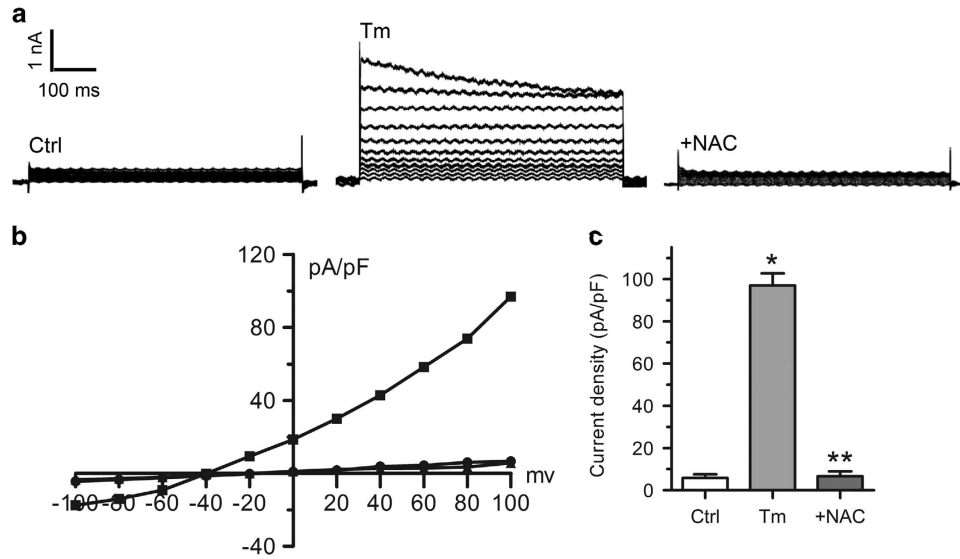 a
1 nA
100 ms
Ctrl
Tm
+NAC
b
120
pA/pF
80
40
-100 -80 -60 -40 -20 20 40 60 80 100
mv
-40
c
Current density (pA/pF)
100
80
60
40
20
0
*
**
Ctrl Tm +NAC